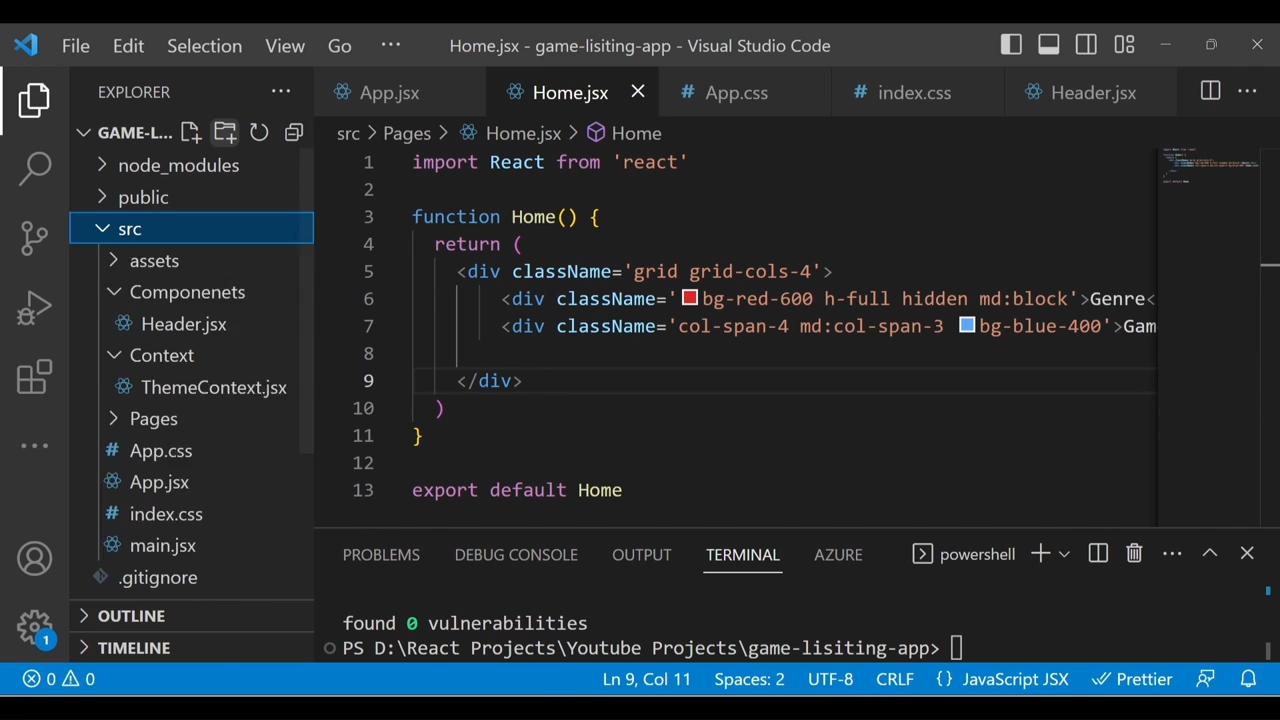 File Edit Selection View Go ··· Home.jsx - game-lisiting-app - Visual Studio Code
EXPLORER ···
GAME-L...
node_modules
public
src
assets
Componenets
Header.jsx
Context
ThemeContext.jsx
Pages
# App.css
App.jsx
# index.css
main.jsx
.gitignore
OUTLINE
TIMELINE
1
App.jsx Home.jsx # App.css # index.css Header.jsx ···
src > Pages > Home.jsx > Home
1 import React from 'react'
2
3 function Home() {
4 return (
5 <div className='grid grid-cols-4'>
6 <div className='bg-red-600 h-full hidden md:block'>Genre<
7 <div className='col-span-4 md:col-span-3 bg-blue-400'>Gam
8
9 </div>
10 )
11 }
12
13 export default Home
PROBLEMS DEBUG CONSOLE OUTPUT TERMINAL AZURE powershell ···
found 0 vulnerabilities
PS D:\React Projects\Youtube Projects\game-lisiting-app>
0 0 Ln 9, Col 11 Spaces: 2 UTF-8 CRLF {} JavaScript JSX Prettier